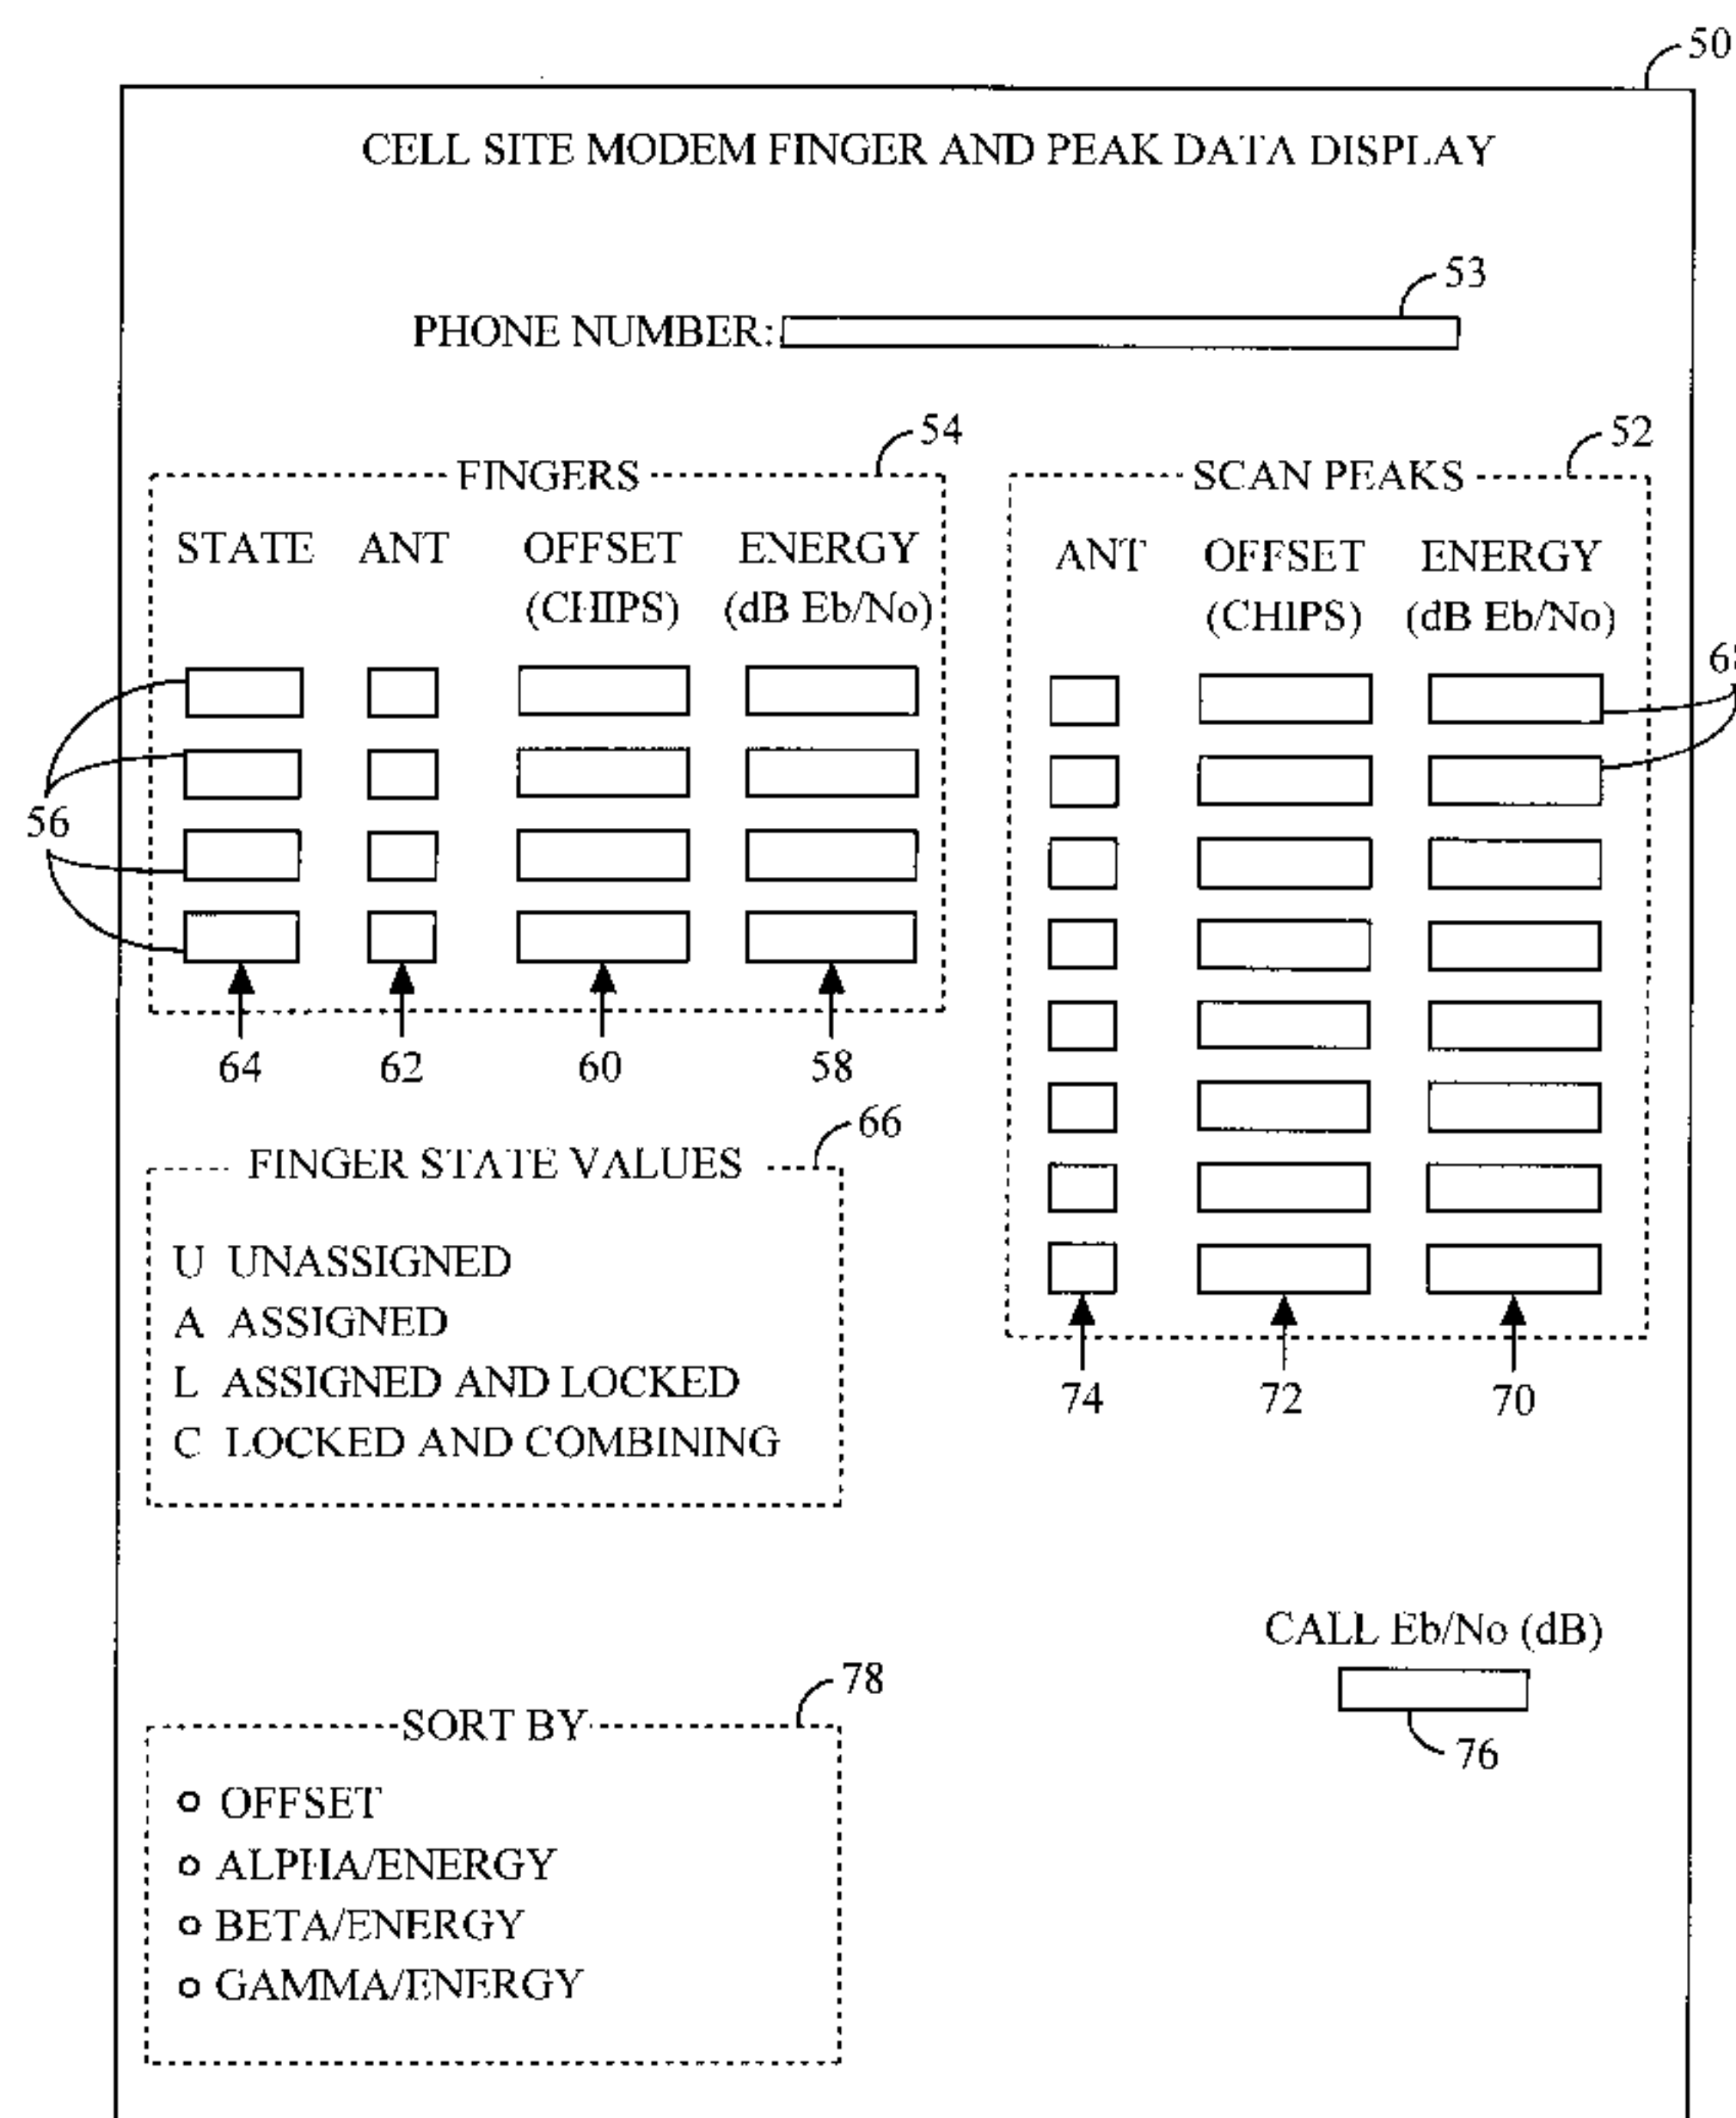 50
CELL SITE MODEM FINGER AND PEAK DATA DISPLAY
53
PHONE NUMBER:
54
FINGERS
STATE ANT OFFSET ENERGY
(CHIPS) (dB Eb/No)
56
64 62 60 58
52
SCAN PEAKS
ANT OFFSET ENERGY
(CHIPS) (dB Eb/No)
74 72 70
66
FINGER STATE VALUES
U UNASSIGNED
A ASSIGNED
L ASSIGNED AND LOCKED
C LOCKED AND COMBINING
CALL Eb/No (dB)
76
78
SORT BY
OFFSET
ALPHA/ENERGY
BETA/ENERGY
GAMMA/ENERGY